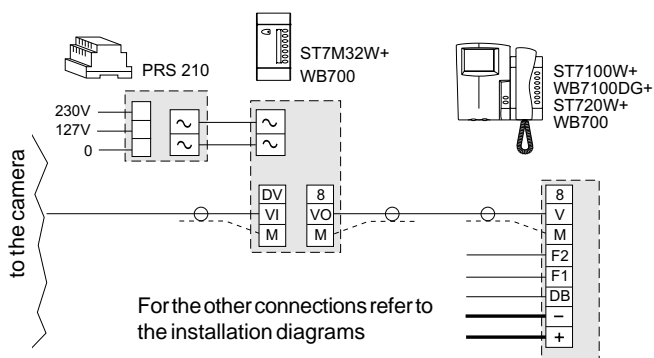 PRS 210
ST7M32W+
WB700
ST7100W+
WB7100DG+
ST720W+
WB700
230V
127V
0
~
~
~
~
to the camera
DV
VI
M
8
VO
M
8
V
M
F2
F1
DB
–
+
For the other connections refer to
the installation diagrams